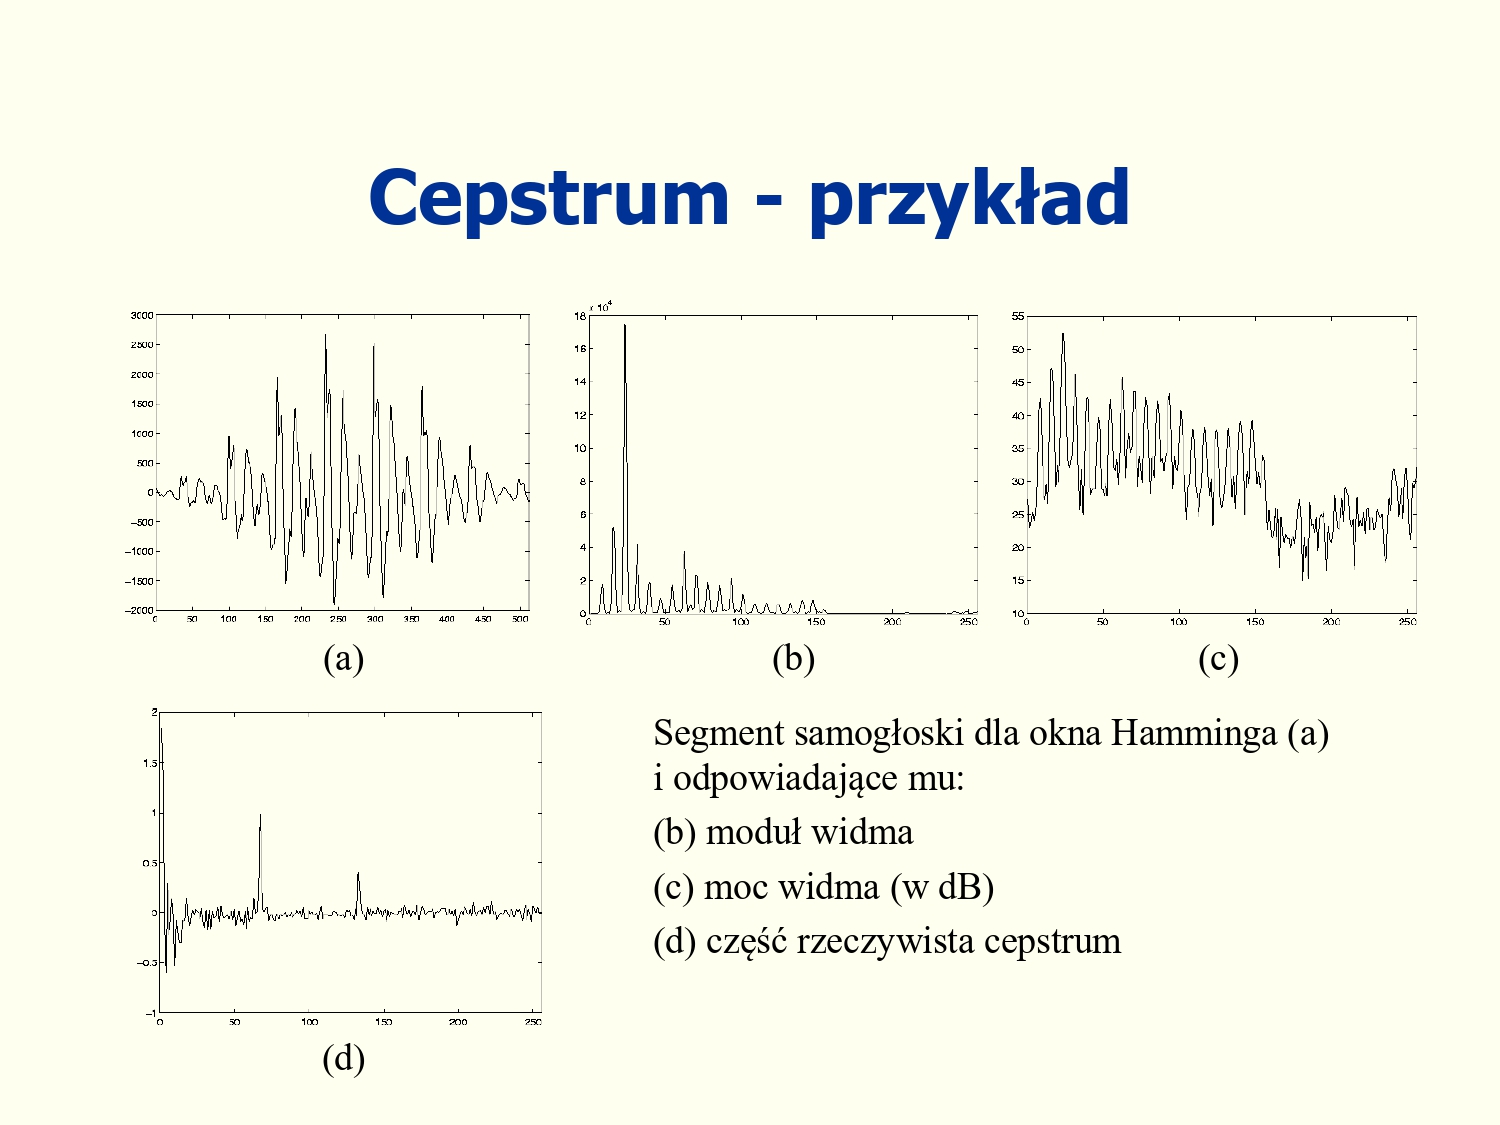 Cepstrum - przykład
3000
2500
2000
1500
1000
500
0
−500
−1000
−1500
−2000
0 50 100 150 200 250 300 350 400 450 500
(a)
x 10⁴
18
16
14
12
10
8
6
4
2
0
0 50 100 150 200 250
(b)
55
50
45
40
35
30
25
20
15
10
0 50 100 150 200 250
(c)
2
1.5
1
0.5
0
−0.5
−1
0 50 100 150 200 250
(d)
Segment samogłoski dla okna Hamminga (a)
i odpowiadające mu:
(b) moduł widma
(c) moc widma (w dB)
(d) część rzeczywista cepstrum